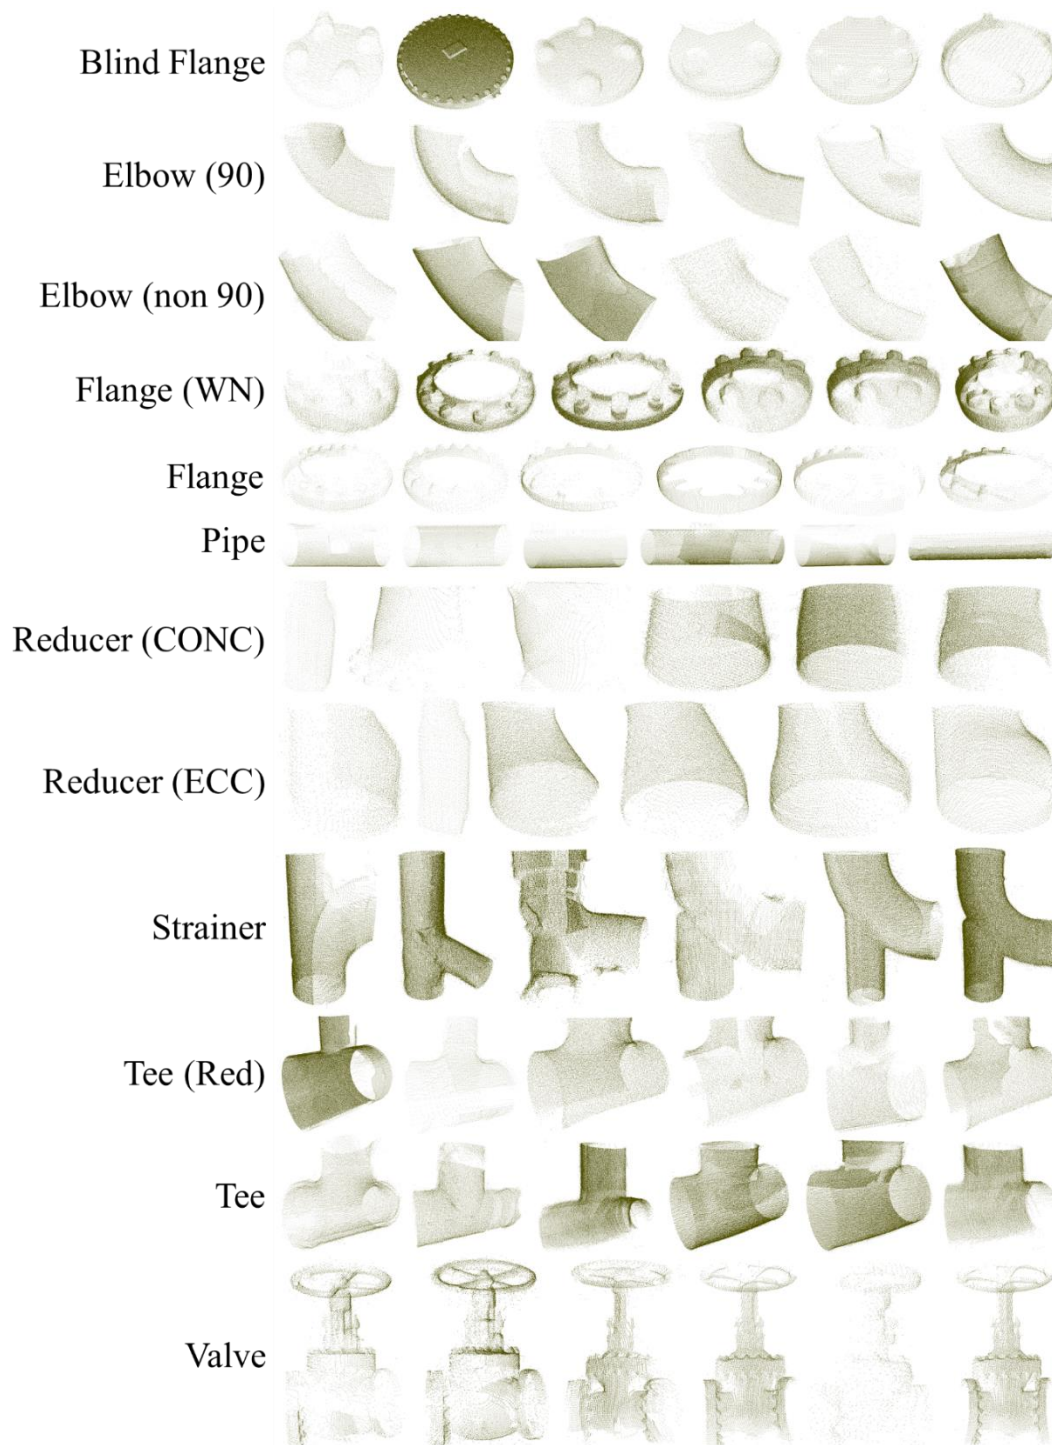 Blind Flange
Elbow (90)
Elbow (non 90)
Flange (WN)
Flange
Pipe
Reducer (CONC)
Reducer (ECC)
Strainer
Tee (Red)
Tee
Valve